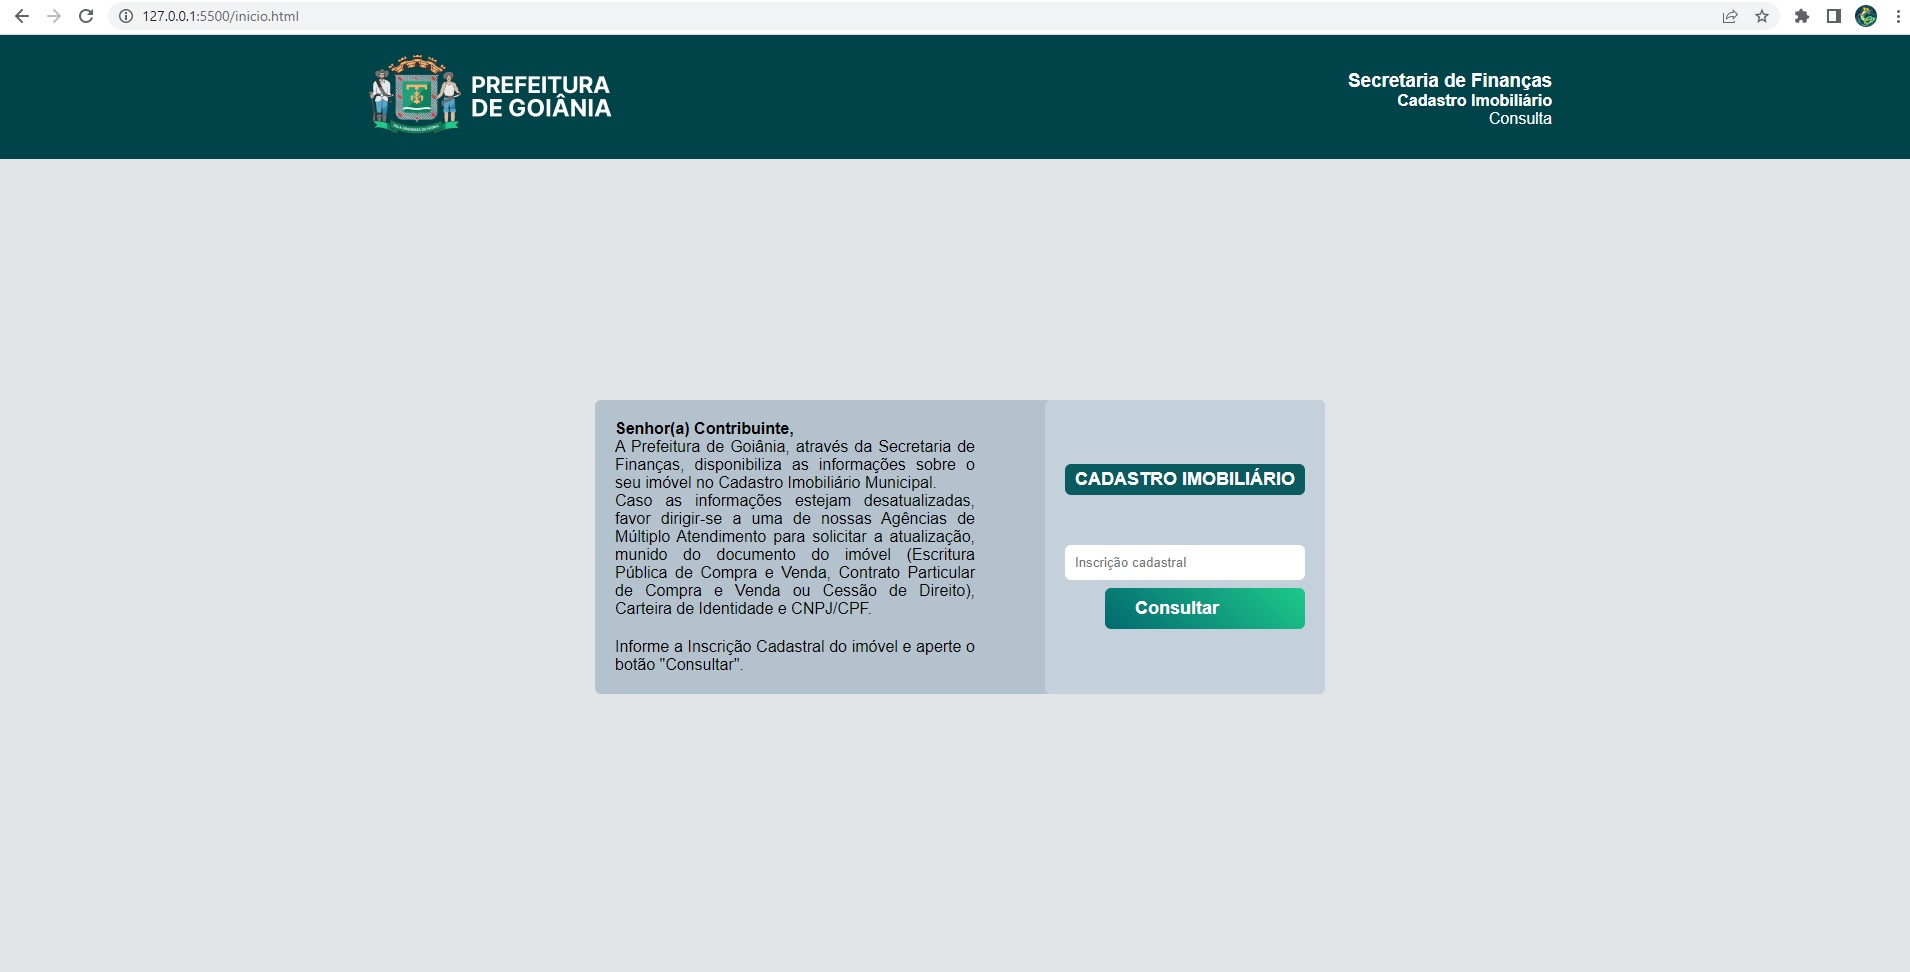 127.0.0.1:5500/inicio.html
PREFEITURA
DE GOIÂNIA
Secretaria de Finanças
Cadastro Imobiliário
Consulta
Senhor(a) Contribuinte,
A Prefeitura de Goiânia, através da Secretaria de
Finanças, disponibiliza as informações sobre o
seu imóvel no Cadastro Imobiliário Municipal.
Caso as informações estejam desatualizadas,
favor dirigir-se a uma de nossas Agências de
Múltiplo Atendimento para solicitar a atualização,
munido do documento do imóvel (Escritura
Pública de Compra e Venda, Contrato Particular
de Compra e Venda ou Cessão de Direito),
Carteira de Identidade e CNPJ/CPF.
Informe a Inscrição Cadastral do imóvel e aperte o
botão "Consultar".
CADASTRO IMOBILIÁRIO
Inscrição cadastral
Consultar